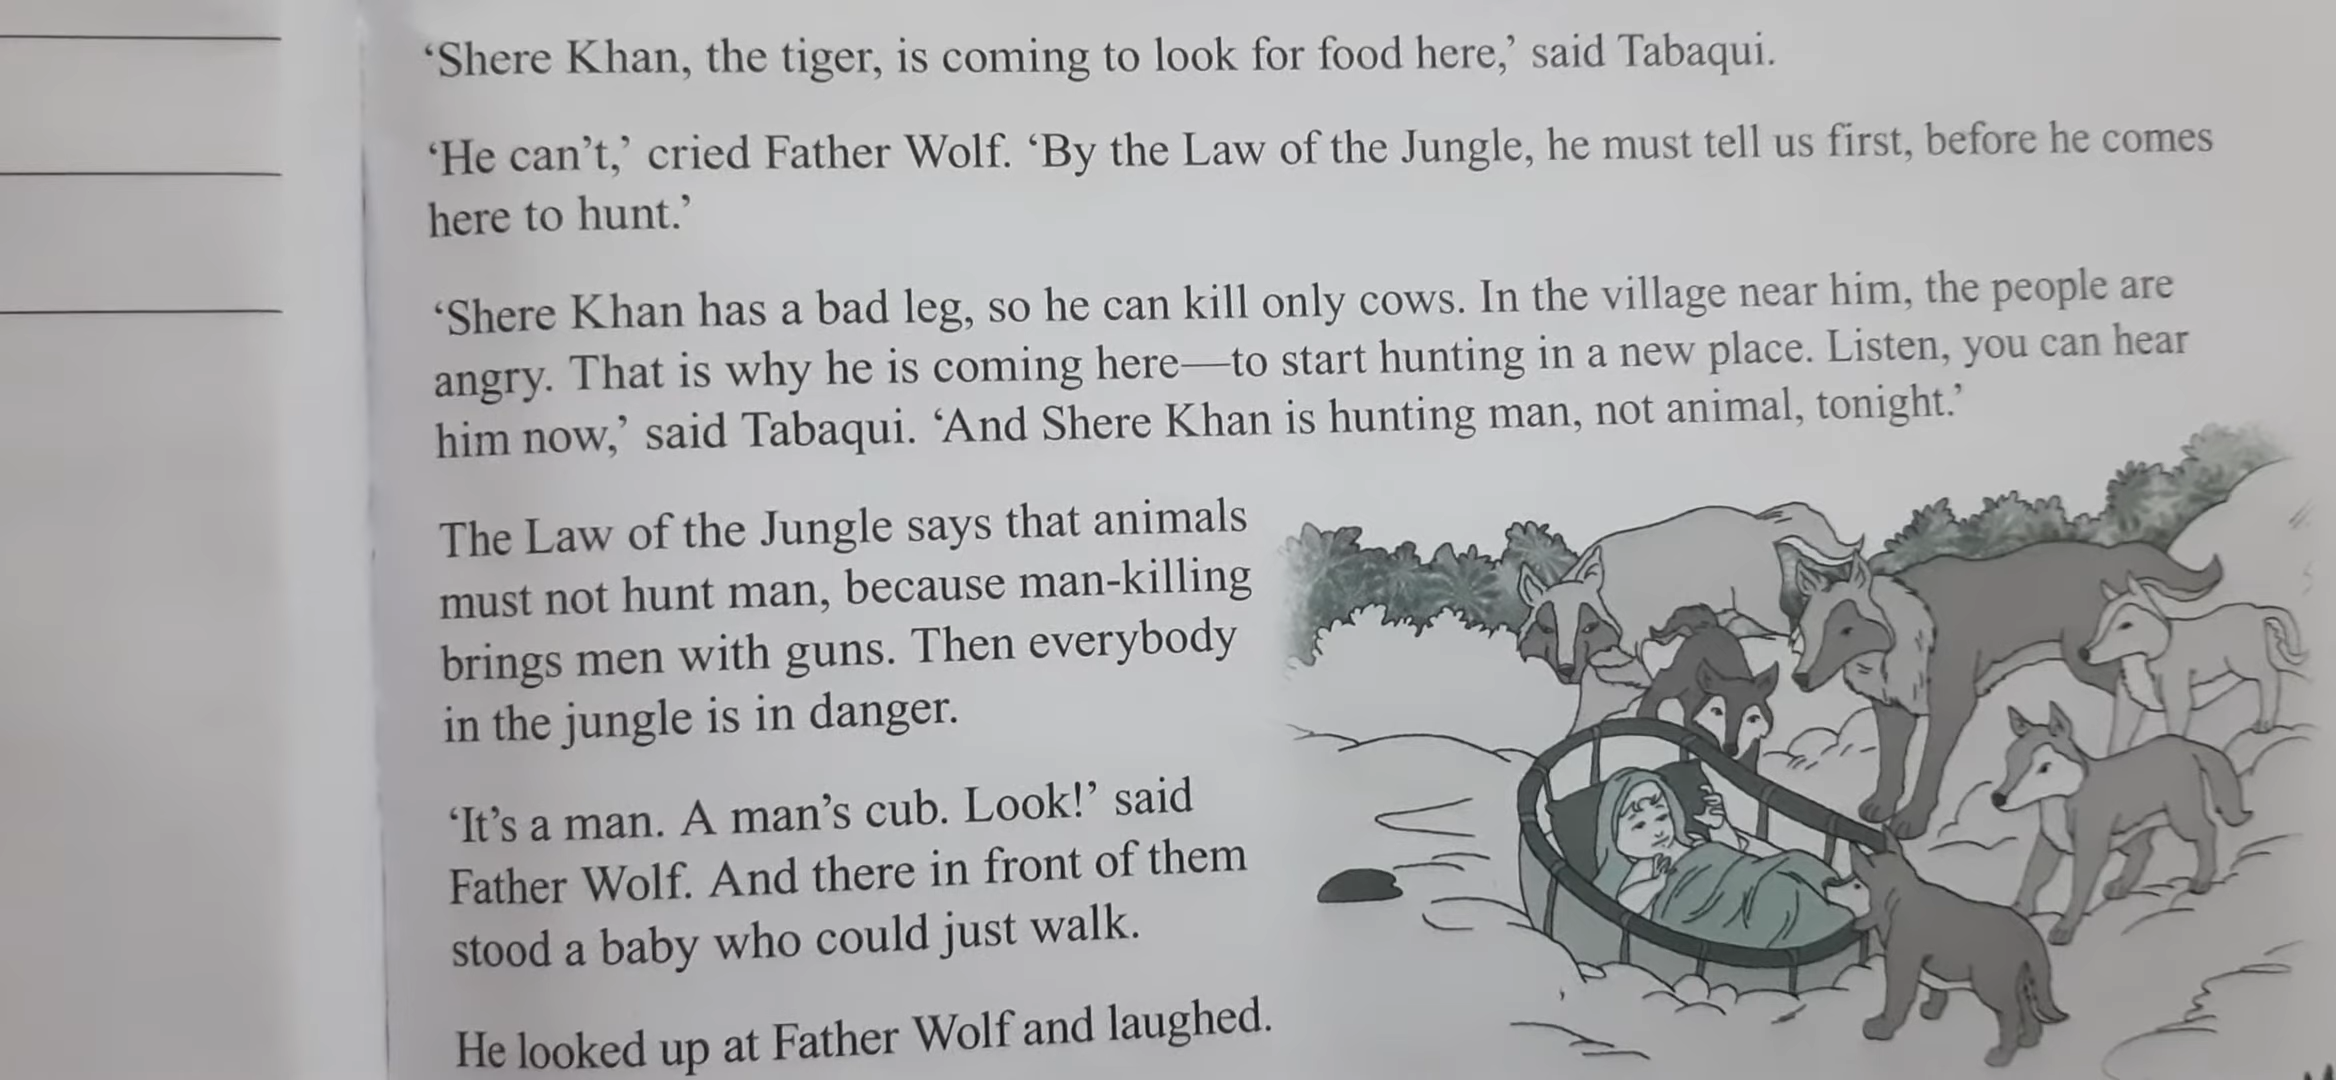 ‘Shere Khan, the tiger, is coming to look for food here,’ said Tabaqui.
‘He can’t,’ cried Father Wolf. ‘By the Law of the Jungle, he must tell us first, before he comes
here to hunt.’
‘Shere Khan has a bad leg, so he can kill only cows. In the village near him, the people are
angry. That is why he is coming here—to start hunting in a new place. Listen, you can hear
him now,’ said Tabaqui. ‘And Shere Khan is hunting man, not animal, tonight.’
The Law of the Jungle says that animals
must not hunt man, because man-killing
brings men with guns. Then everybody
in the jungle is in danger.
‘It’s a man. A man’s cub. Look!’ said
Father Wolf. And there in front of them
stood a baby who could just walk.
He looked up at Father Wolf and laughed.